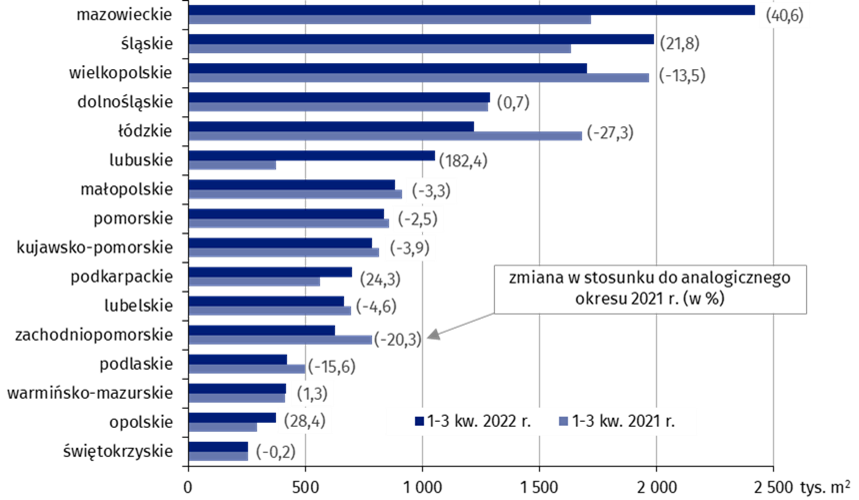 mazowieckie (40,6)
śląskie (21,8)
wielkopolskie (-13,5)
dolnośląskie (0,7)
łódzkie (-27,3)
lubuskie (182,4)
małopolskie (-3,3)
pomorskie (-2,5)
kujawsko-pomorskie (-3,9)
podkarpackie (24,3)
zmiana w stosunku do analogicznego
okresu 2021 r. (w %)
lubelskie (-4,6)
zachodniopomorskie (-20,3)
podlaskie (-15,6)
warmińsko-mazurskie (1,3)
opolskie (28,4)
1-3 kw. 2022 r. 1-3 kw. 2021 r.
świętokrzyskie (-0,2)
0 500 1 000 1 500 2 000 2 500 tys. m²